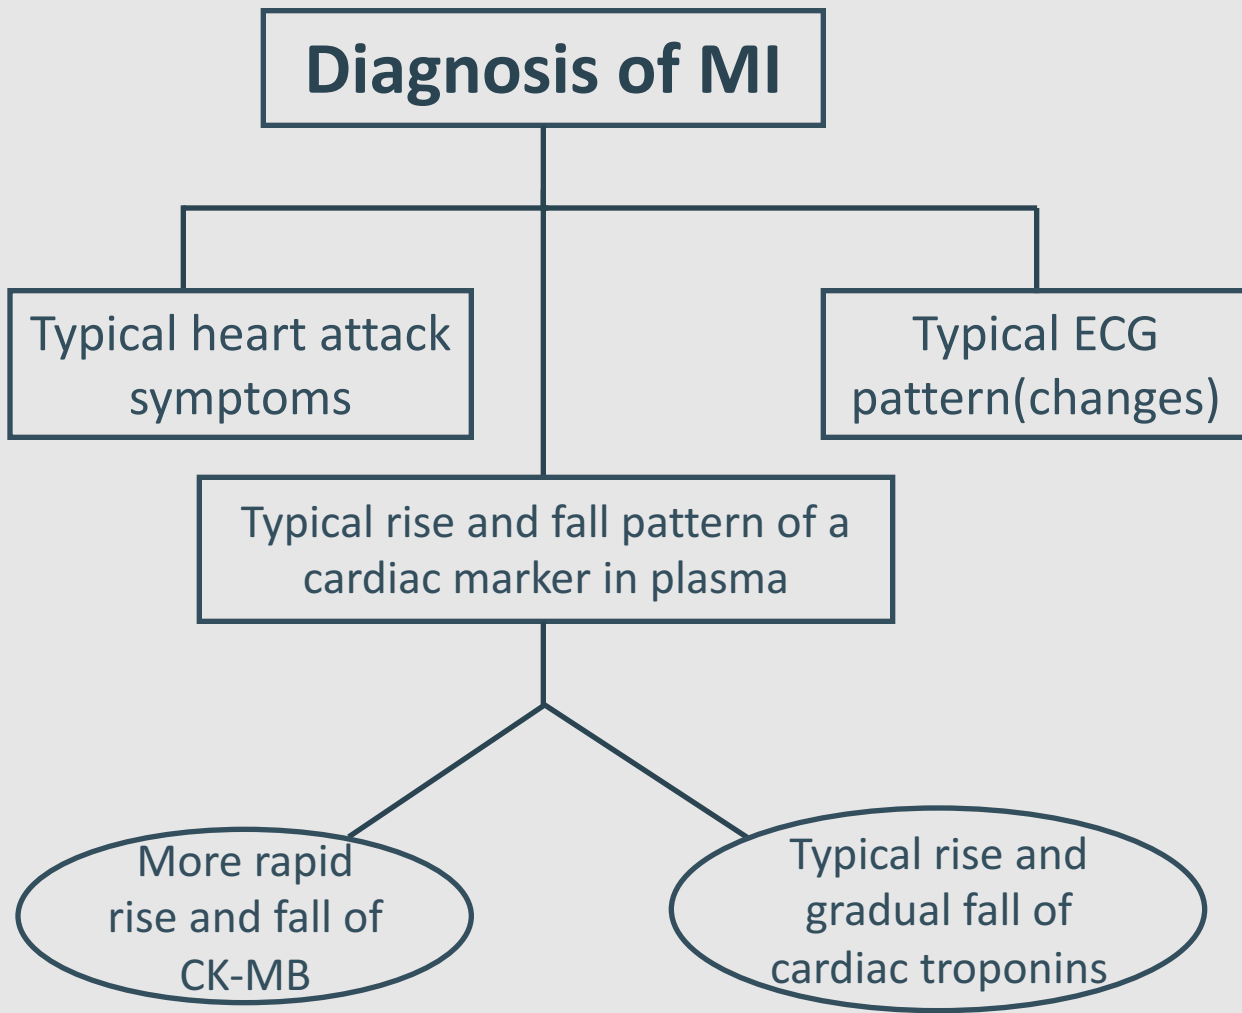 Diagnosis of MI
Typical heart attack
symptoms
Typical ECG
pattern(changes)
Typical rise and fall pattern of a
cardiac marker in plasma
More rapid
rise and fall of
CK-MB
Typical rise and
gradual fall of
cardiac troponins